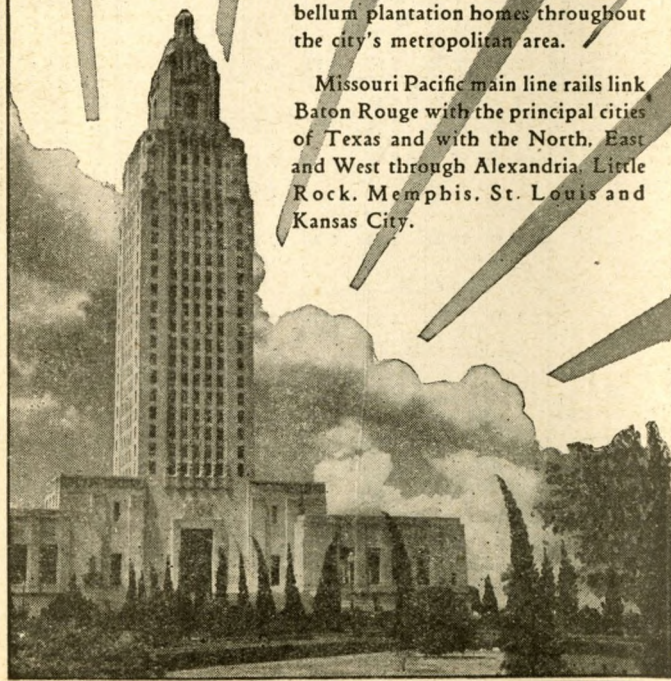 bellum plantation homes throughout
the city's metropolitan area.
Missouri Pacific main line rails link
Baton Rouge with the principal cities
of Texas and with the North, East
and West through Alexandria, Little
Rock, Memphis, St. Louis and
Kansas City.